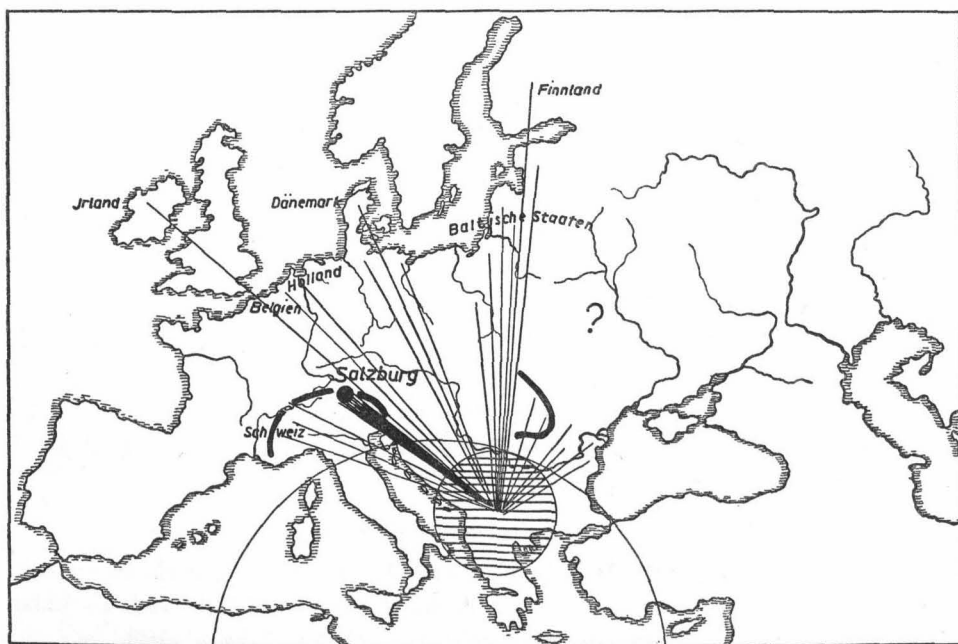 Finnland
Jrland
Dänemark
Baltische Staaten
Holland
Belgien
?
Salzburg
Schweiz